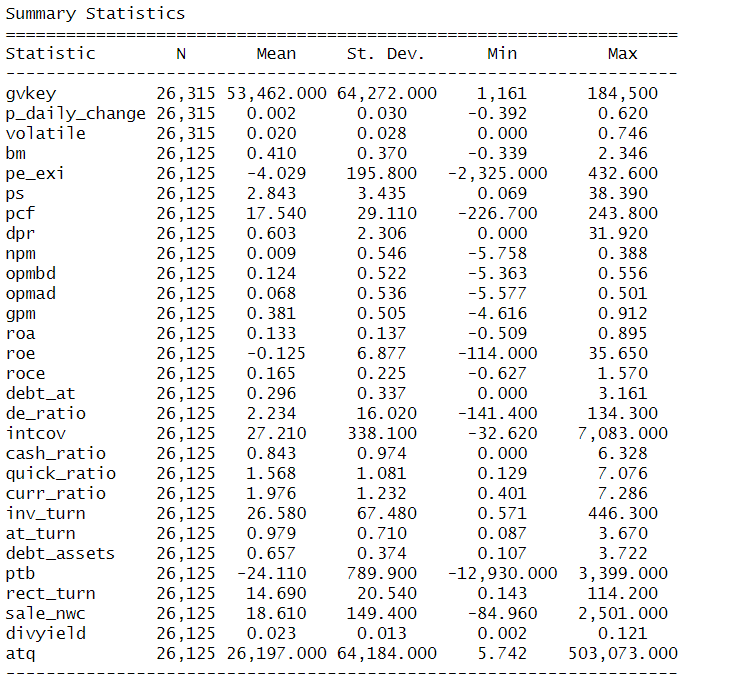 Summary Statistics
================================================================
Statistic N Mean St. Dev. Min Max
----------------------------------------------------------------
gvkey 26,315 53,462.000 64,272.000 1,161 184,500
p_daily_change 26,315 0.002 0.030 -0.392 0.620
volatile 26,315 0.020 0.028 0.000 0.746
bm 26,125 0.410 0.370 -0.339 2.346
pe_exi 26,125 -4.029 195.800 -2,325.000 432.600
ps 26,125 2.843 3.435 0.069 38.390
pcf 26,125 17.540 29.110 -226.700 243.800
dpr 26,125 0.603 2.306 0.000 31.920
npm 26,125 0.009 0.546 -5.758 0.388
opmbd 26,125 0.124 0.522 -5.363 0.556
opmad 26,125 0.068 0.536 -5.577 0.501
gpm 26,125 0.381 0.505 -4.616 0.912
roa 26,125 0.133 0.137 -0.509 0.895
roe 26,125 -0.125 6.877 -114.000 35.650
roce 26,125 0.165 0.225 -0.627 1.570
debt_at 26,125 0.296 0.337 0.000 3.161
de_ratio 26,125 2.234 16.020 -141.400 134.300
intcov 26,125 27.210 338.100 -32.620 7,083.000
cash_ratio 26,125 0.843 0.974 0.000 6.328
quick_ratio 26,125 1.568 1.081 0.129 7.076
curr_ratio 26,125 1.976 1.232 0.401 7.286
inv_turn 26,125 26.580 67.480 0.571 446.300
at_turn 26,125 0.979 0.710 0.087 3.670
debt_assets 26,125 0.657 0.374 0.107 3.722
ptb 26,125 -24.110 789.900 -12,930.000 3,399.000
rect_turn 26,125 14.690 20.540 0.143 114.200
sale_nwc 26,125 18.610 149.400 -84.960 2,501.000
divyield 26,125 0.023 0.013 0.002 0.121
atq 26,125 26,197.000 64,184.000 5.742 503,073.000
----------------------------------------------------------------